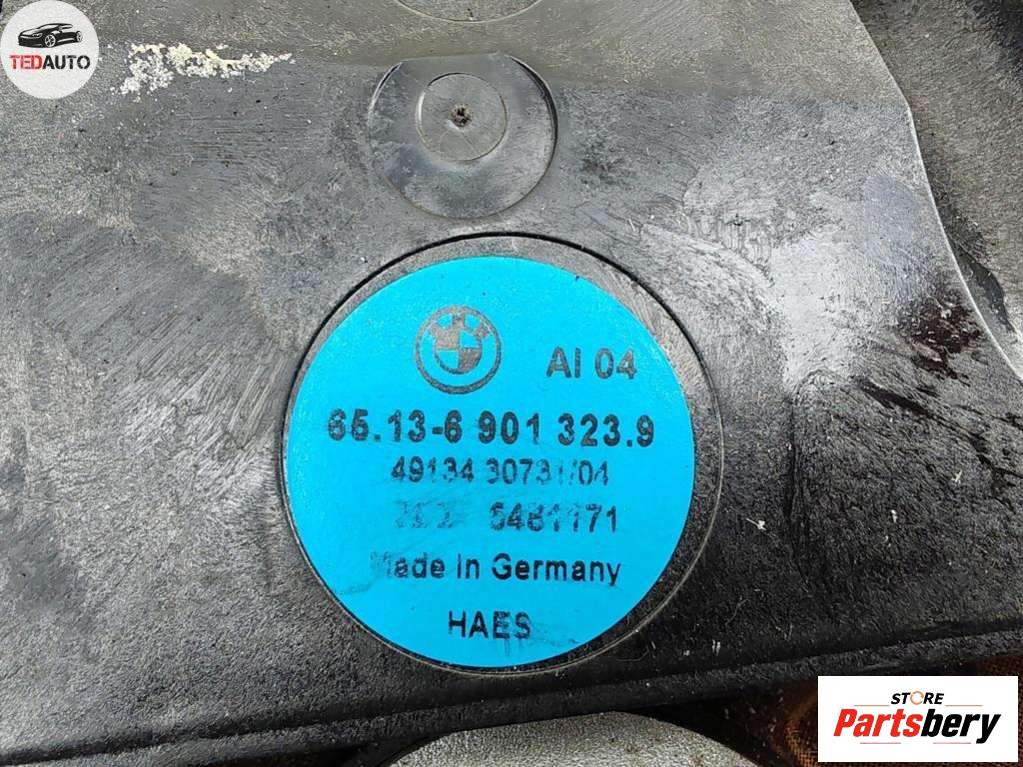 TEDAUTO
AI 04
65.13-6 901 323.9
49134 30731/04
5481171
Made in Germany
HAES
STORE
Partsbery